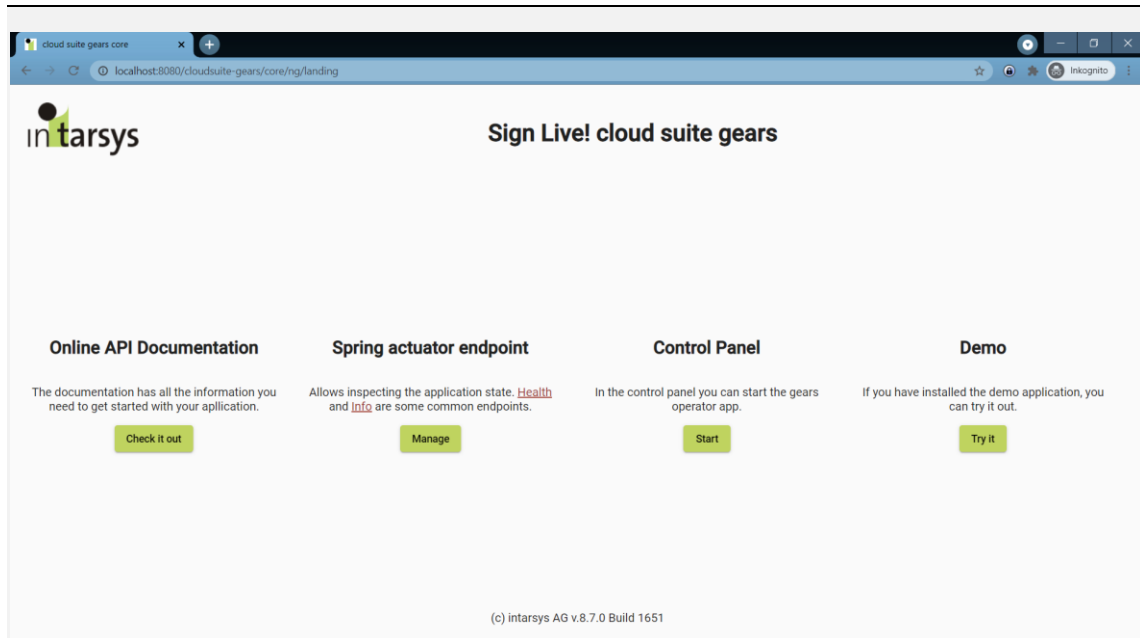 cloud suite gears core
localhost:8080/cloudsuite-gears/core/ng/landing
Inkognito
intarsys
Sign Live! cloud suite gears
Online API Documentation
The documentation has all the information you
need to get started with your apllication.
Check it out
Spring actuator endpoint
Allows inspecting the application state. Health
and Info are some common endpoints.
Manage
Control Panel
In the control panel you can start the gears
operator app.
Start
Demo
If you have installed the demo application, you
can try it out.
Try it
(c) intarsys AG v.8.7.0 Build 1651